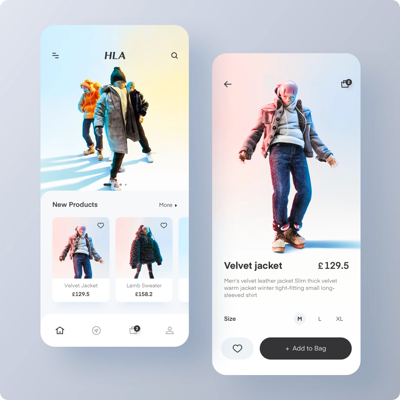 HLA
New Products
More
Velvet Jacket
£129.5
Lamb Sweater
£158.2
2
2
Velvet jacket
£129.5
Men's velvet leather jacket Slim thick velvet
warm jacket winter tight-fitting small long-
sleeved shirt
Size
M
L
XL
+ Add to Bag